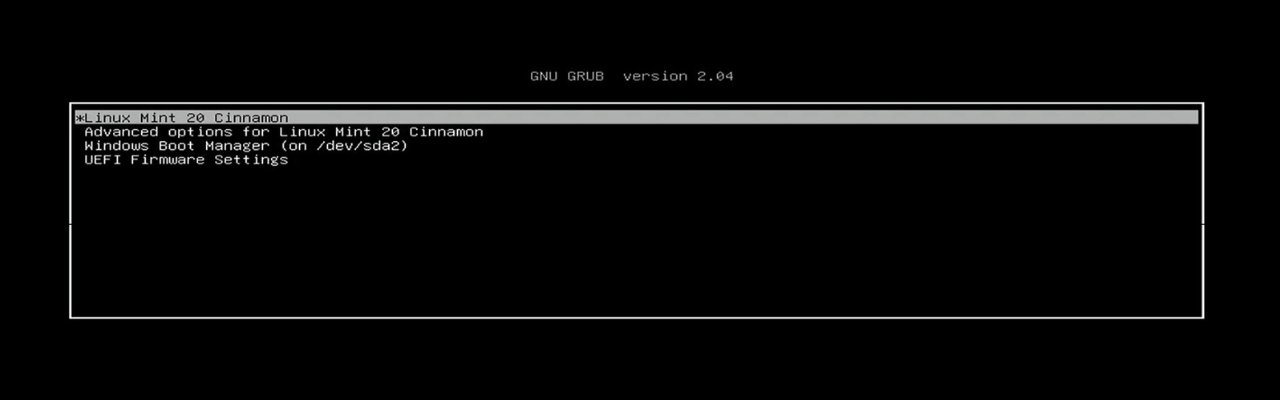 GNU GRUB  version 2.04
*Linux Mint 20 Cinnamon
Advanced options for Linux Mint 20 Cinnamon
Windows Boot Manager (on /dev/sda2)
UEFI Firmware Settings